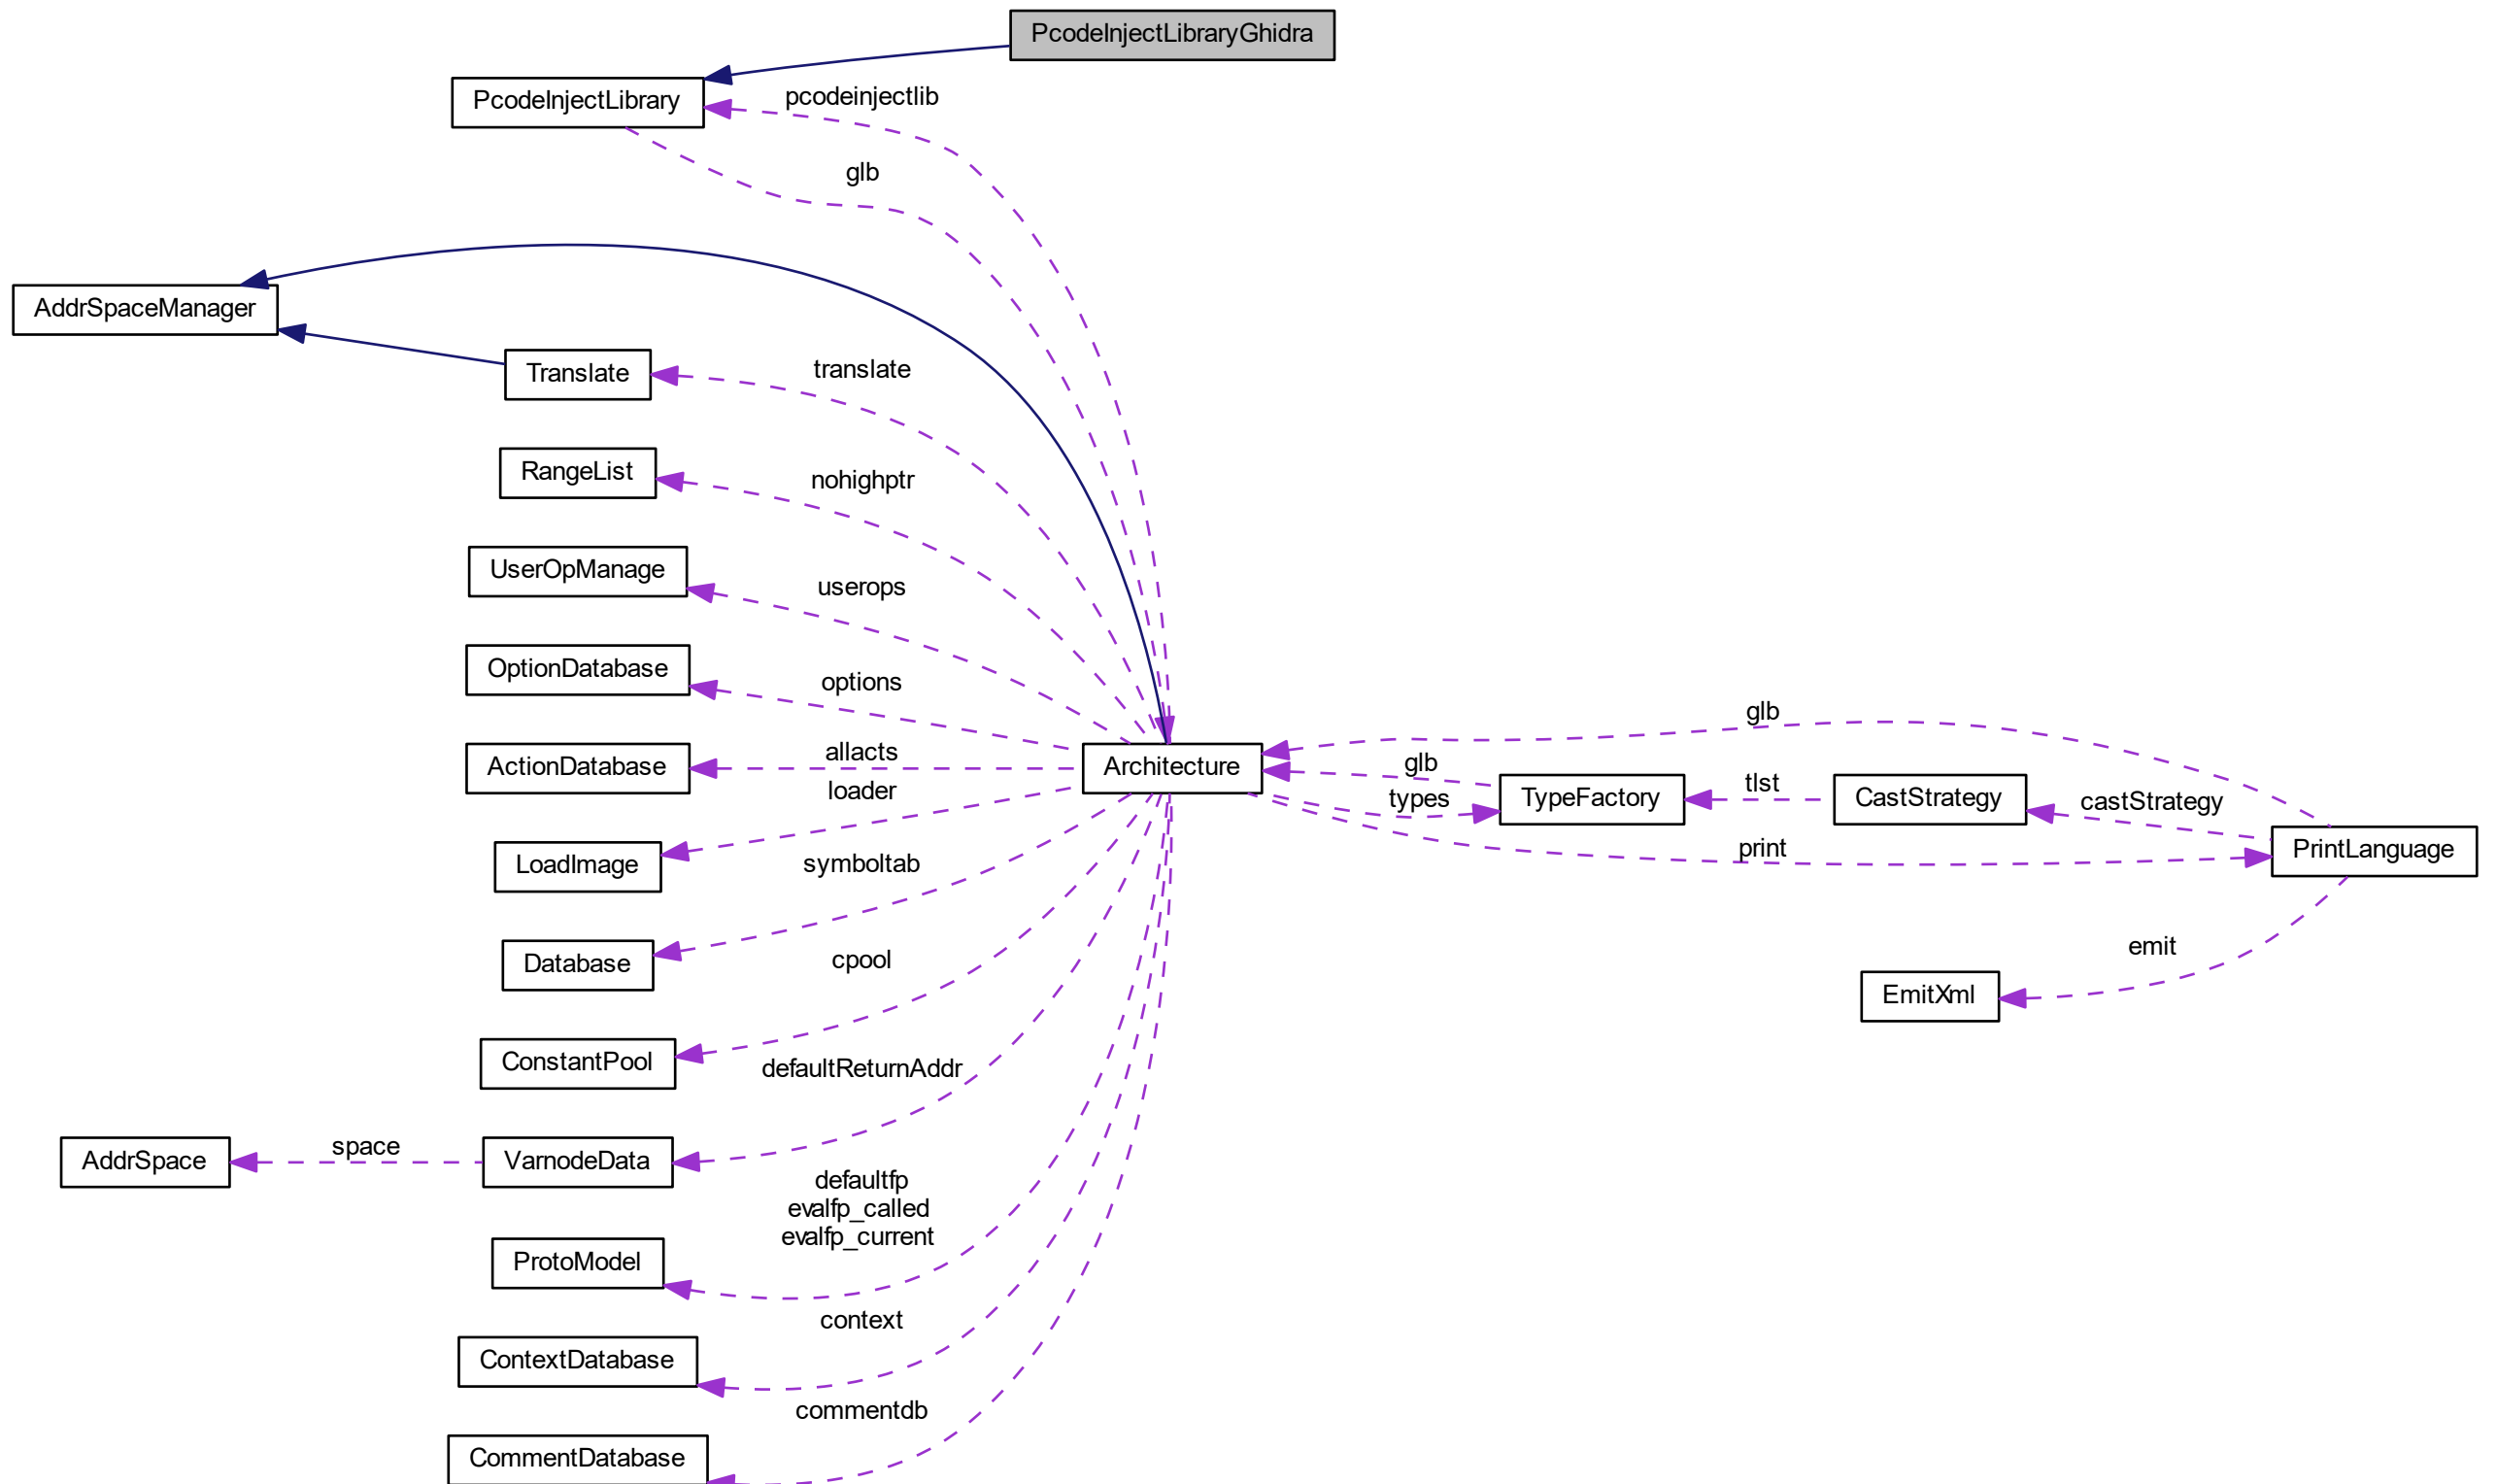 PcodeInjectLibraryGhidra
PcodeInjectLibrary
pcodeinjectlib
glb
AddrSpaceManager
Translate
translate
RangeList
nohighptr
UserOpManage
userops
OptionDatabase
options
ActionDatabase
allacts
loader
Architecture
glb
glb
types
TypeFactory
tlst
CastStrategy
castStrategy
print
PrintLanguage
LoadImage
symboltab
emit
Database
cpool
EmitXml
ConstantPool
defaultReturnAddr
AddrSpace
space
VarnodeData
defaultfp
evalfp_called
evalfp_current
ProtoModel
context
ContextDatabase
commentdb
CommentDatabase